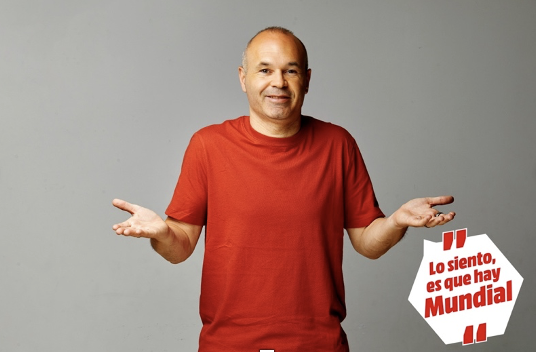 Lo siento,
es que hay
Mundial